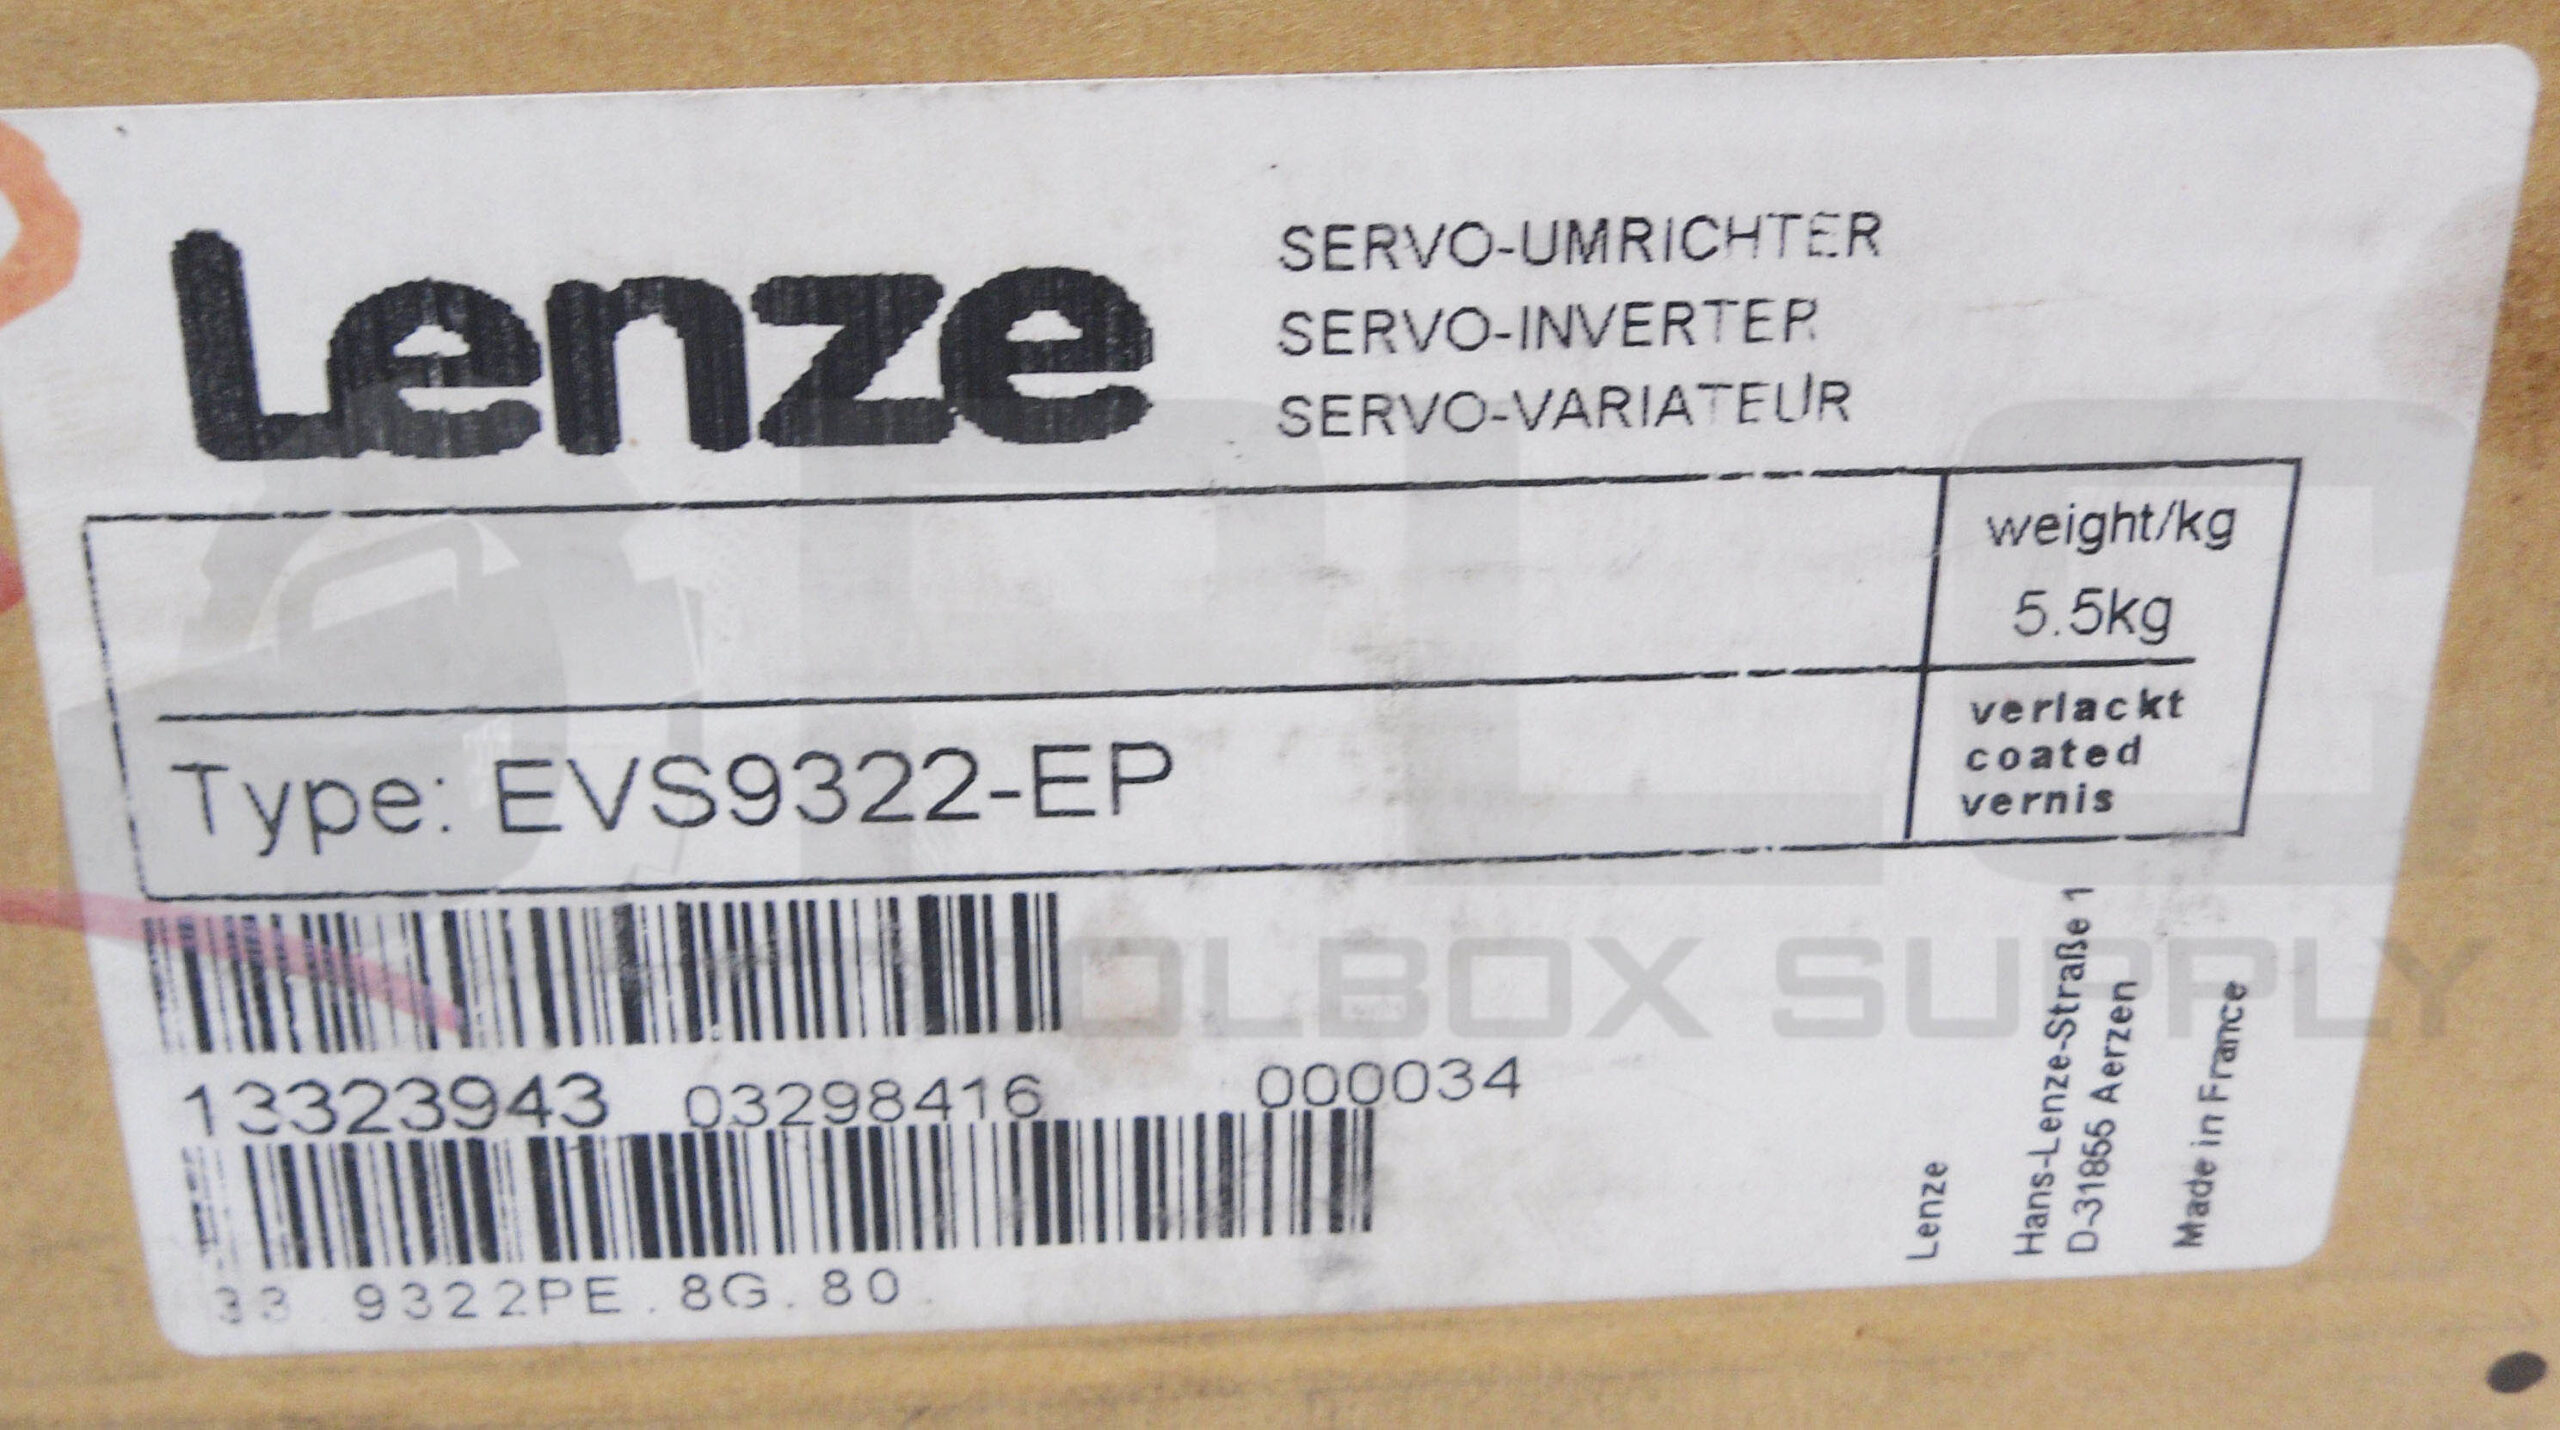 Lenze
SERVO-UMRICHTER
SERVO-INVERTER
SERVO-VARIATEUR
weight/kg
5.5kg
Type: EVS9322-EP
verlackt
coated
vernis
13323943 03298416 000034
33 9322PE.8G.80
Lenze
Hans-Lenze-Straße 1
D-31855 Aerzen
Made in France
PLC
TOOLBOX SUPPLY